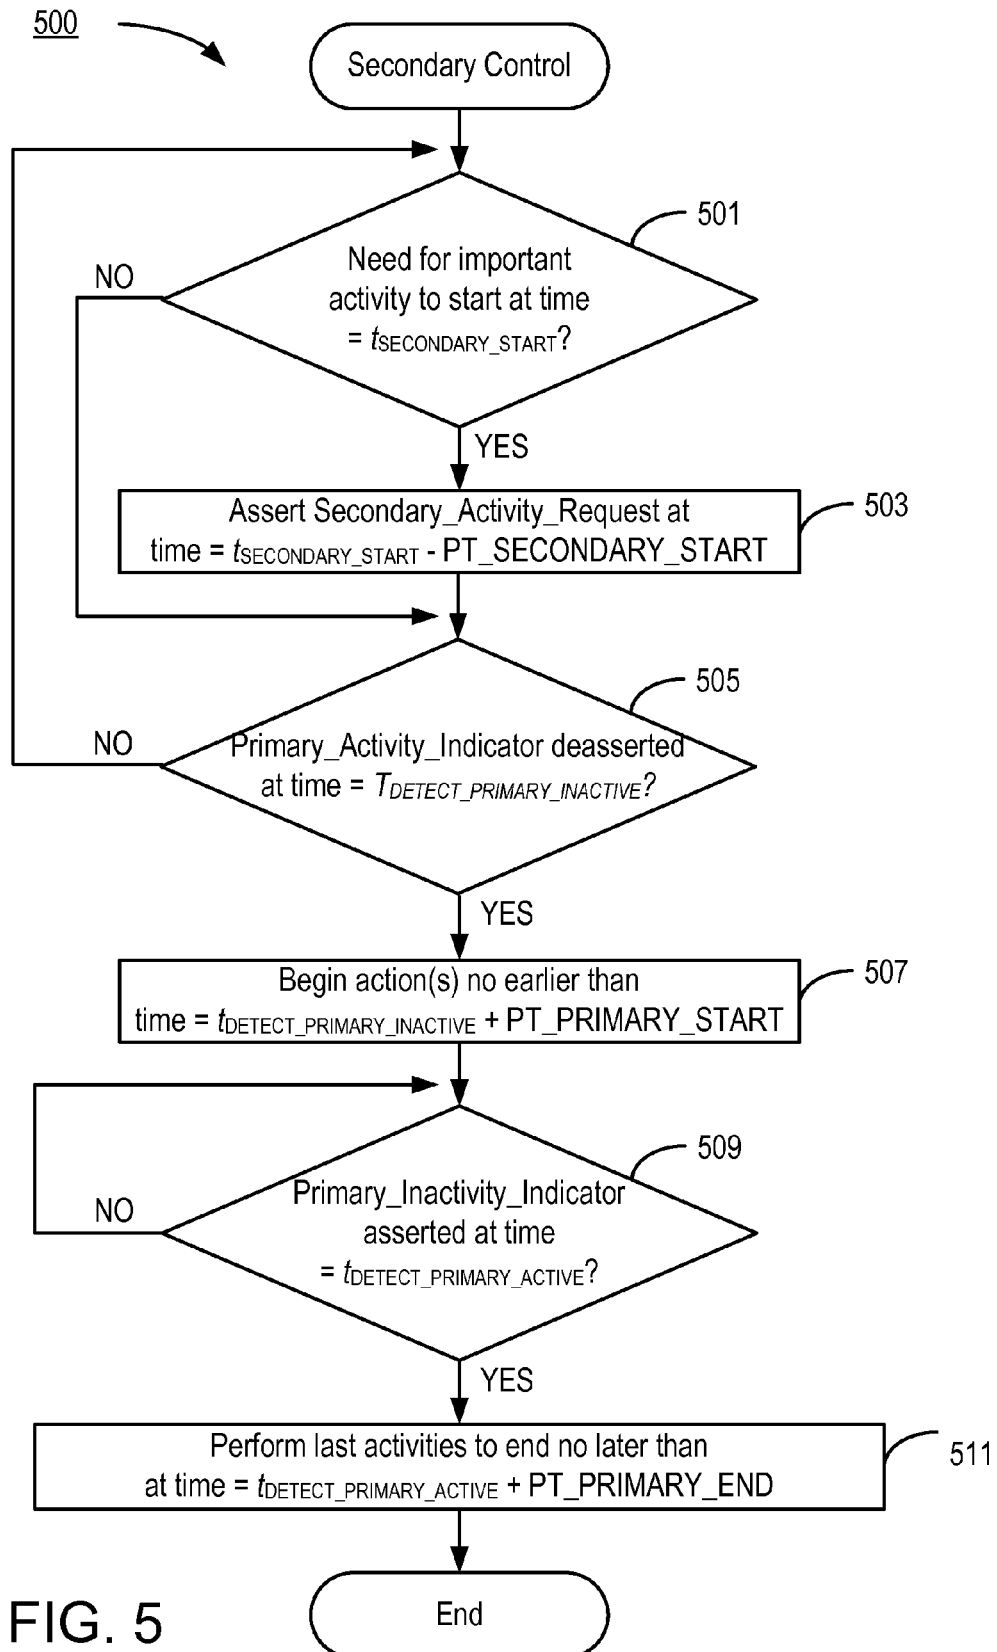 500
Secondary Control
501
Need for important
activity to start at time
= tSECONDARY_START?
NO
YES
503
Assert Secondary_Activity_Request at
time = tSECONDARY_START - PT_SECONDARY_START
505
Primary_Activity_Indicator deasserted
at time = TDETECT_PRIMARY_INACTIVE?
NO
YES
507
Begin action(s) no earlier than
time = tDETECT_PRIMARY_INACTIVE + PT_PRIMARY_START
509
Primary_Inactivity_Indicator
asserted at time
= tDETECT_PRIMARY_ACTIVE?
NO
YES
511
Perform last activities to end no later than
at time = tDETECT_PRIMARY_ACTIVE + PT_PRIMARY_END
End
FIG. 5